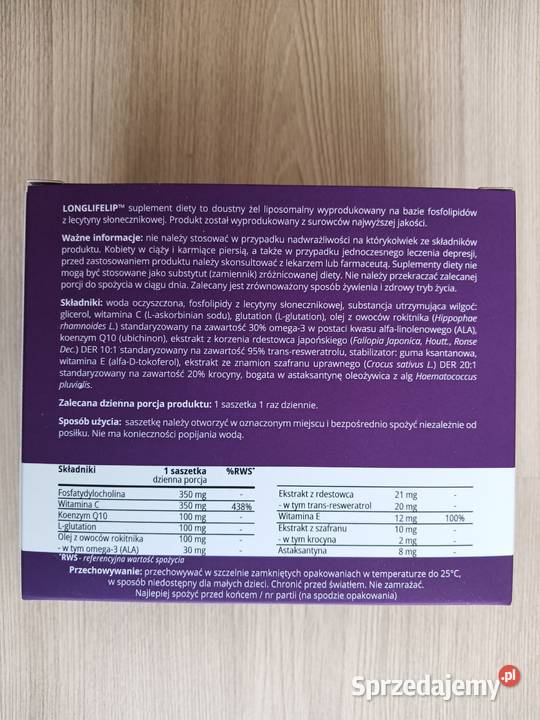 LONGLIFELIP™ suplement diety to doustny żel liposomalny wyprodukowany na bazie fosfolipidów
z lecytyny słonecznikowej. Produkt został wyprodukowany z surowców najwyższej jakości.
Ważne informacje: nie należy stosować w przypadku nadwrażliwości na którykolwiek ze składników
produktu. Kobiety w ciąży i karmiące piersią, a także w przypadku jednoczesnego leczenia depresji,
przed zastosowaniem produktu należy skonsultować z lekarzem lub farmaceutą. Suplementy diety nie
mogą być stosowane jako substytut (zamiennik) zróżnicowanej diety. Nie należy przekraczać zalecanej
porcji do spożycia w ciągu dnia. Zalecany jest zrównoważony sposób żywienia i zdrowy tryb życia.
Składniki: woda oczyszczona, fosfolipidy z lecytyny słonecznikowej, substancja utrzymująca wilgoć:
glicerol, witamina C (L-askorbinian sodu), glutation (L-glutation), olej z owoców rokitnika (Hippophae
rhamnoides L.) standaryzowany na zawartość 30% omega-3 w postaci kwasu alfa-linolenowego (ALA),
koenzym Q10 (ubichinon), ekstrakt z korzenia rdestowca japońskiego (Fallopia Japonica, Houtt., Ronse
Dec.) DER 10:1 standaryzowany na zawartość 95% trans-resweratrolu, stabilizator: guma ksantanowa,
witamina E (alfa-D-tokoferol), ekstrakt ze znamion szafranu uprawnego (Crocus sativus L.) DER 20:1
standaryzowany na zawartość 20% krocyny, bogata w astaksantynę oleożywica z alg Haematococcus
pluvialis.
Zalecana dzienna porcja produktu: 1 saszetka 1 raz dziennie.
Sposób użycia: saszetkę należy otworzyć w oznaczonym miejscu i bezpośrednio spożyć niezależnie od
posiłku. Nie ma konieczności popijania wodą.
Składniki 1 saszetka %RWS*
dzienna porcja
Fosfatydylocholina 350 mg -
Witamina C 350 mg 438%
Koenzym Q10 100 mg -
L-glutation 100 mg -
Olej z owoców rokitnika 100 mg -
- w tym omega-3 (ALA) 30 mg -
Ekstrakt z rdestowca 21 mg -
- w tym trans-resweratrol 20 mg -
Witamina E 12 mg 100%
Ekstrakt z szafranu 10 mg -
- w tym krocyna 2 mg -
Astaksantyna 8 mg -
*RWS - referencyjna wartość spożycia
Przechowywanie: przechowywać w szczelnie zamkniętych opakowaniach w temperaturze do 25°C,
w sposób niedostępny dla małych dzieci. Chronić przed światłem. Nie zamrażać.
Najlepiej spożyć przed końcem / nr partii (na spodzie opakowania)
Sprzedajemy.pl